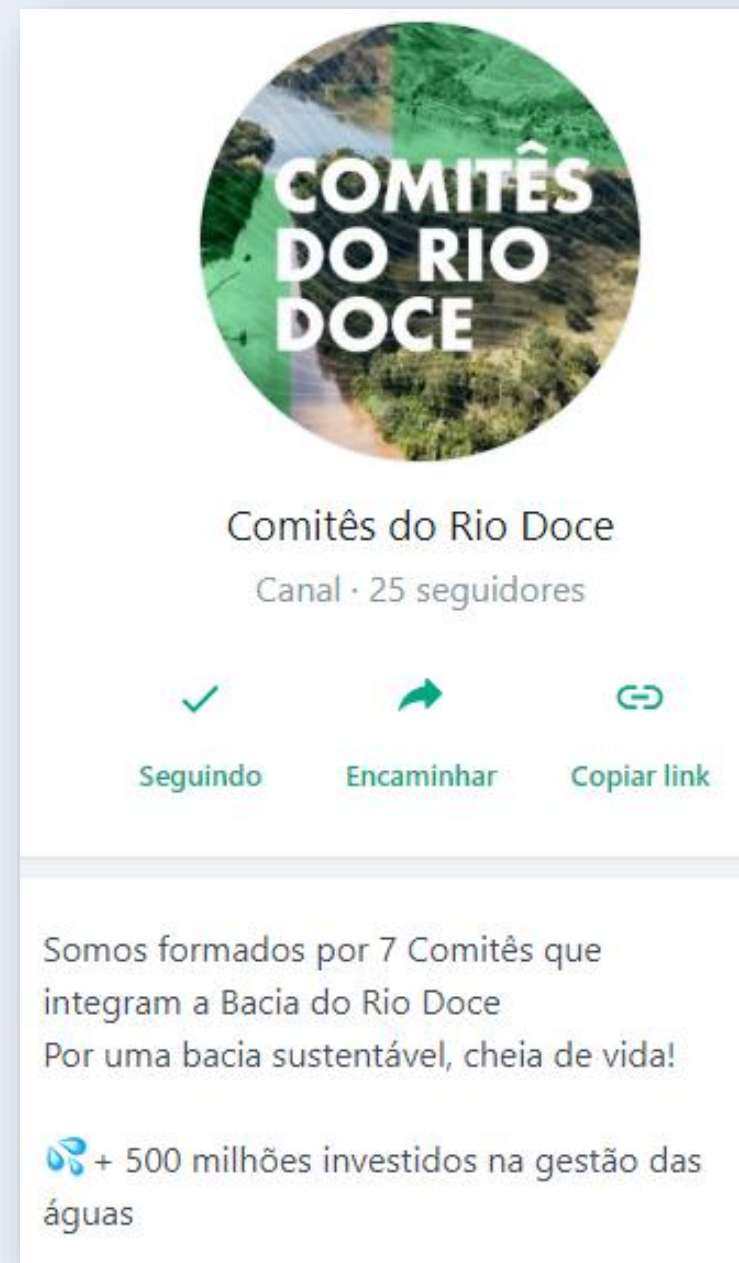 COMITÊS
DO RIO
DOCE
Comitês do Rio Doce
Canal · 25 seguidores
Seguindo
Encaminhar
Copiar link
Somos formados por 7 Comitês que
integram a Bacia do Rio Doce
Por uma bacia sustentável, cheia de vida!
💦+ 500 milhões investidos na gestão das
águas